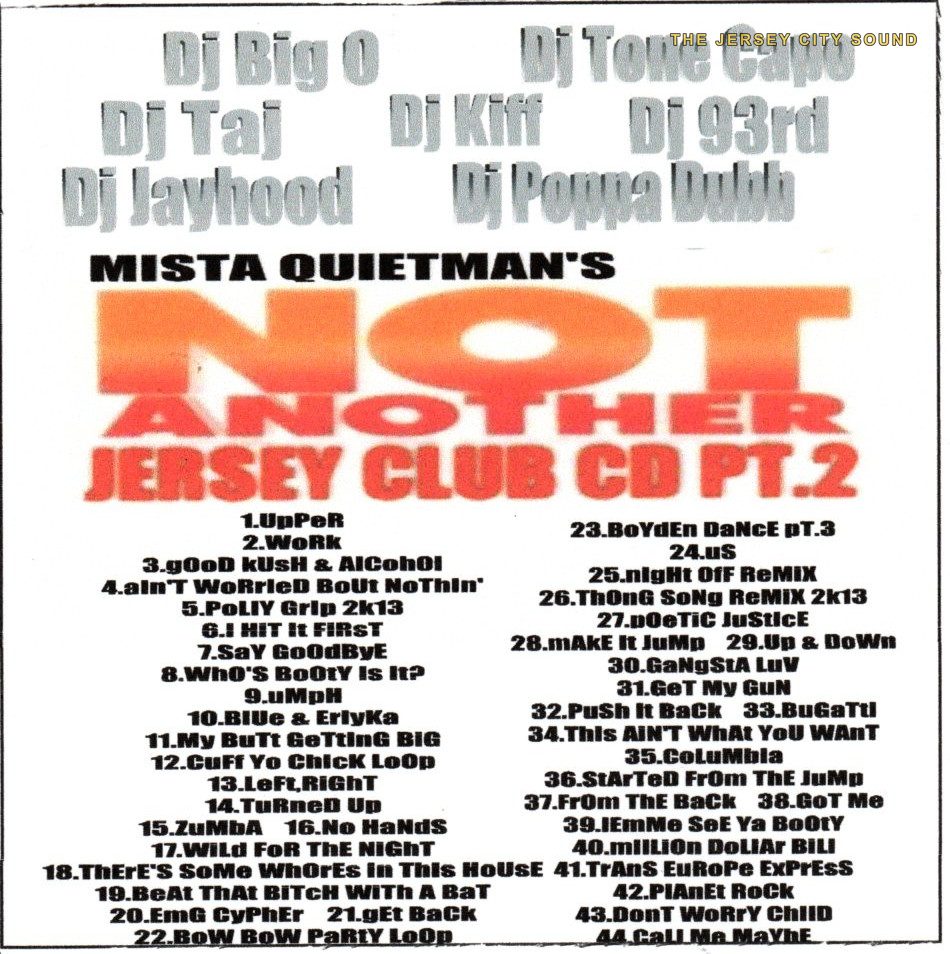 THE JERSEY CITY SOUND
Dj Big O Dj Tone Capo
Dj Taj Dj Kiff Dj 93rd
Dj Jayhood Dj Poppa Dubb
MISTA QUIETMAN'S
NOT
ANOTHER
JERSEY CLUB CD PT.2
1.UpPeR
2.WoRk
3.gOoD kUsH & AlCohOl
4.aIn'T WoRrIeD BoUt NoThIn'
5.PoLlY GrIp 2k13
6.I HiT It FIRsT
7.SaY GoOdByE
8.WhO'S BoOtY Is It?
9.uMpH
10.BlUe & ErIyKa
11.My BuTt GeTtInG BiG
12.CuFf Yo ChIcK LoOp
13.LeFt,RiGhT
14.TuRneD Up
15.ZuMbA 16.No HaNdS
17.WiLd FoR ThE NiGhT
18.ThErE'S SoMe WhOrEs In ThIs HoUsE
19.BeAt ThAt BiTcH WiTh A BaT
20.EmG CyPhEr 21.gEt BaCk
22.BoW BoW PaRtY LoOp
23.BoYdEn DaNcE pT.3
24.uS
25.nIgHt OfF ReMiX
26.ThOnG SoNg ReMiX 2k13
27.pOeTiC JuStIcE
28.mAkE It JuMp 29.Up & DoWn
30.GaNgStA LuV
31.GeT My GuN
32.PuSh It BaCk 33.BuGaTtI
34.ThIs AiN'T WhAt YoU WAnT
35.CoLuMbIa
36.StArTeD FrOm ThE JuMp
37.FrOm ThE BaCk 38.GoT Me
39.lEmMe SeE Ya BoOtY
40.mIlLiOn DoLlAr BiLl
41.TrAnS EuRoPe ExPrEsS
42.PlAnEt RoCk
43.DonT WoRrY ChIlD
44.CaLl Me MaYbE